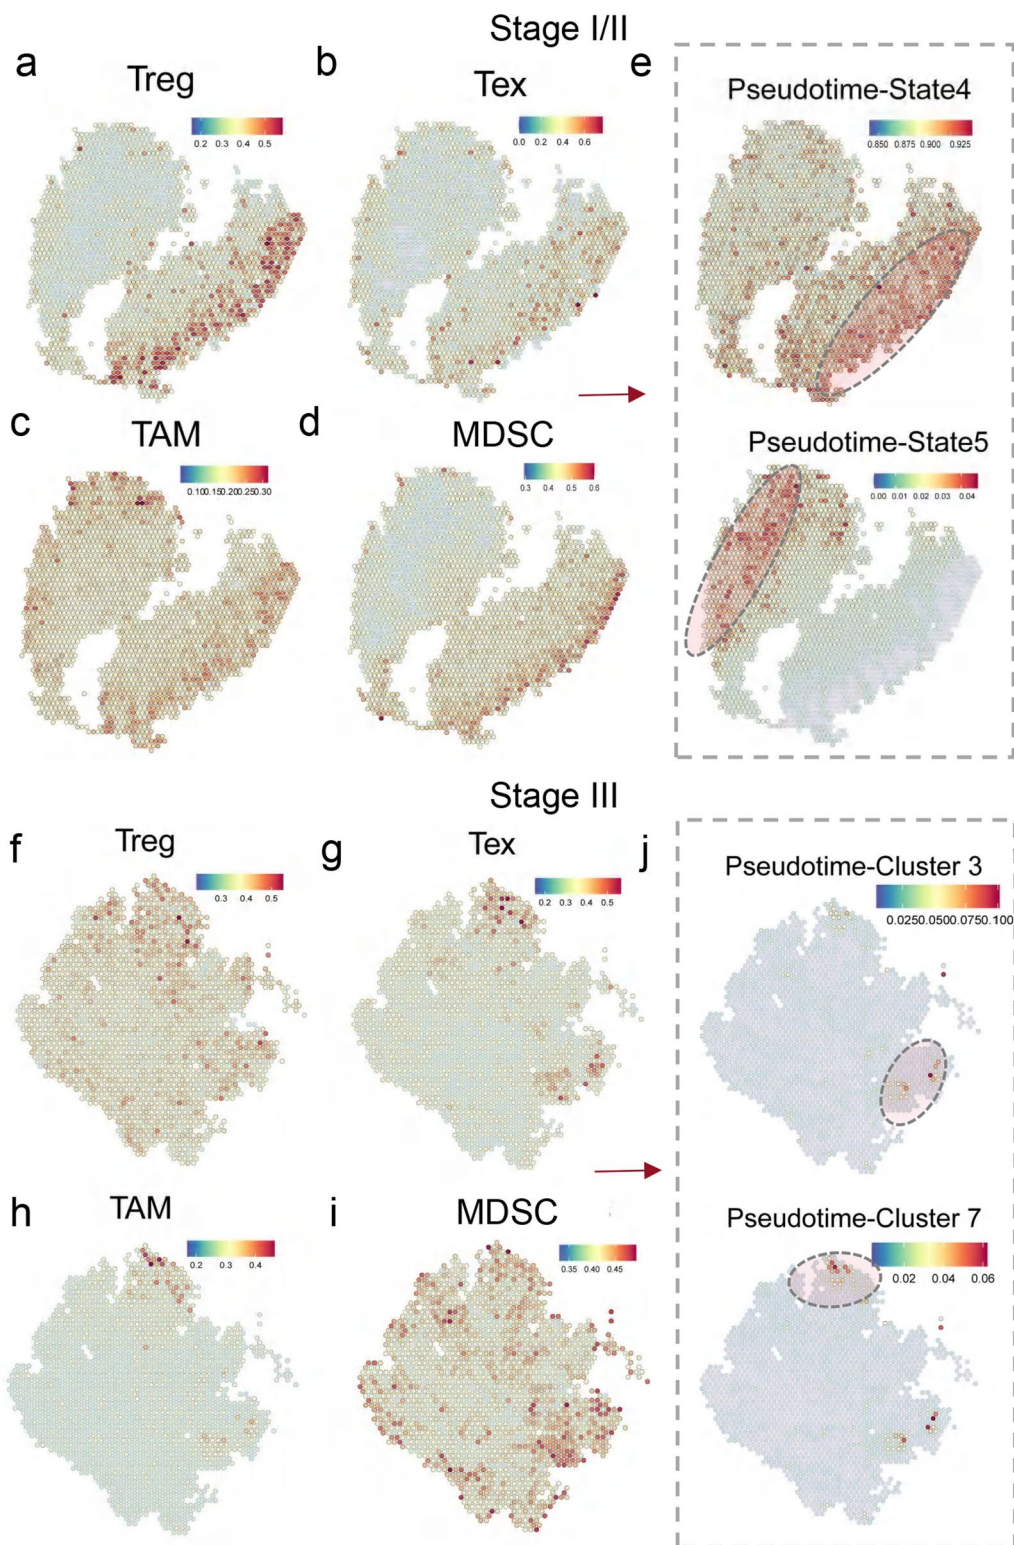 Stage I/II
a
Treg
0.2 0.3 0.4 0.5
b
Tex
0.0 0.2 0.4 0.6
e
Pseudotime-State4
0.850 0.875 0.900 0.925
c
TAM
0.100.150.200.250.30
d
MDSC
0.3 0.4 0.5 0.6
Pseudotime-State5
0.00 0.01 0.02 0.03 0.04
Stage III
f
Treg
0.3 0.4 0.5
g
Tex
0.2 0.3 0.4 0.5
j
Pseudotime-Cluster 3
0.0250.0500.0750.100
h
TAM
0.2 0.3 0.4
i
MDSC
0.35 0.40 0.45
Pseudotime-Cluster 7
0.02 0.04 0.06